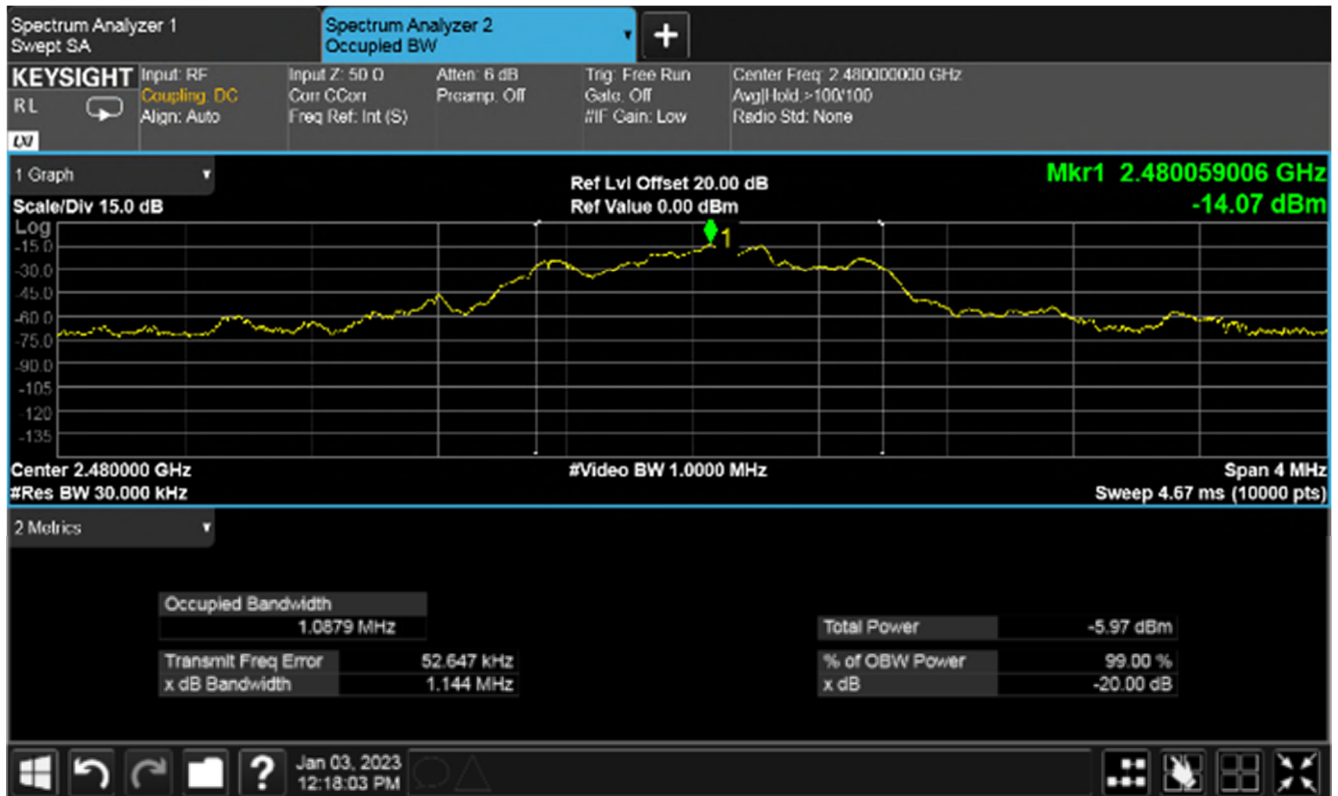 Spectrum Analyzer 1
Swept SA
Spectrum Analyzer 2
Occupied BW
+
KEYSIGHT
RL
LXI
Input: RF
Coupling: DC
Align: Auto
Input Z: 50 Ω
Corr CCorr
Freq Ref: Int (S)
Atten: 6 dB
Preamp: Off
Trig: Free Run
Gate: Off
#IF Gain: Low
Center Freq: 2.480000000 GHz
Avg|Hold:>100/100
Radio Std: None
1 Graph
Scale/Div 15.0 dB
Ref Lvl Offset 20.00 dB
Ref Value 0.00 dBm
Mkr1 2.480059006 GHz
-14.07 dBm
Log
-15.0
-30.0
-45.0
-60.0
-75.0
-90.0
-105
-120
-135
1
Center 2.480000 GHz
#Res BW 30.000 kHz
#Video BW 1.0000 MHz
Span 4 MHz
Sweep 4.67 ms (10000 pts)
2 Metrics
Occupied Bandwidth
1.0879 MHz
Transmit Freq Error 52.647 kHz
x dB Bandwidth 1.144 MHz
Total Power -5.97 dBm
% of OBW Power 99.00 %
x dB -20.00 dB
?
Jan 03, 2023
12:18:03 PM